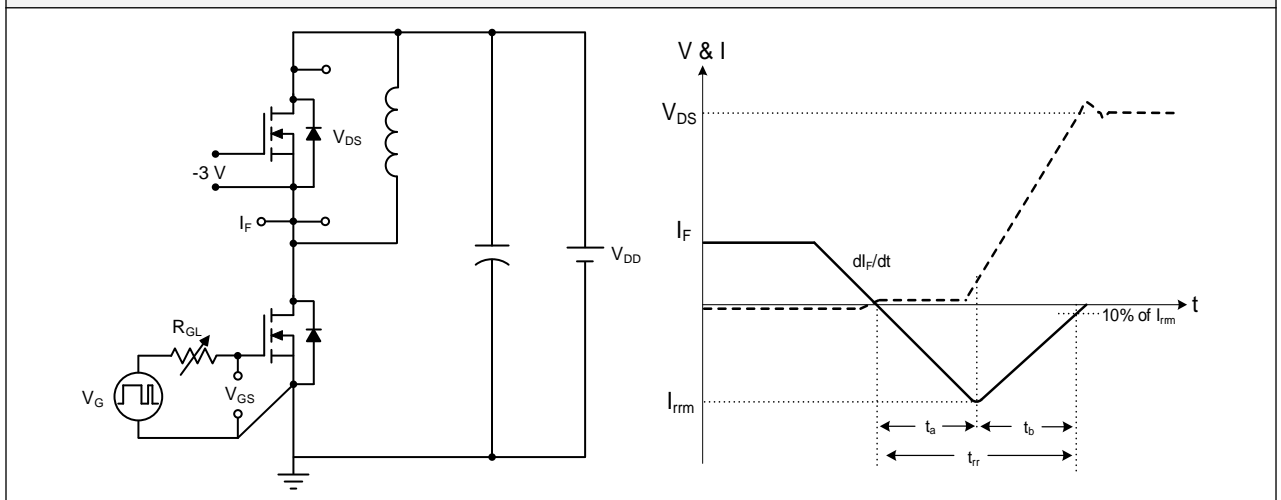 V_DS
-3 V
I_F
V_DD
R_GL
V_G
V_GS
V & I
V_DS
I_F
dI_F/dt
t
10% of I_rrm
I_rrm
t_a
t_b
t_rr